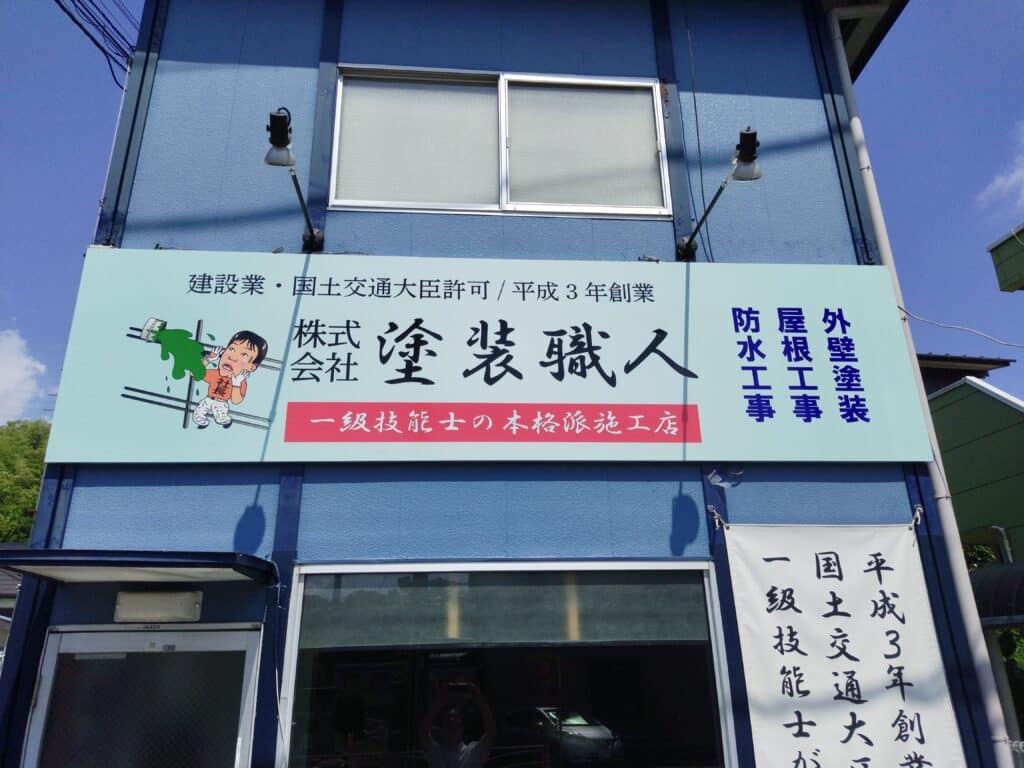 建設業・国土交通大臣許可/平成3年創業
株式会社 塗装職人
一級技能士の本格派施工店
外壁塗装
屋根工事
防水工事
平成3年創業
国土交通大臣
一級技能士が